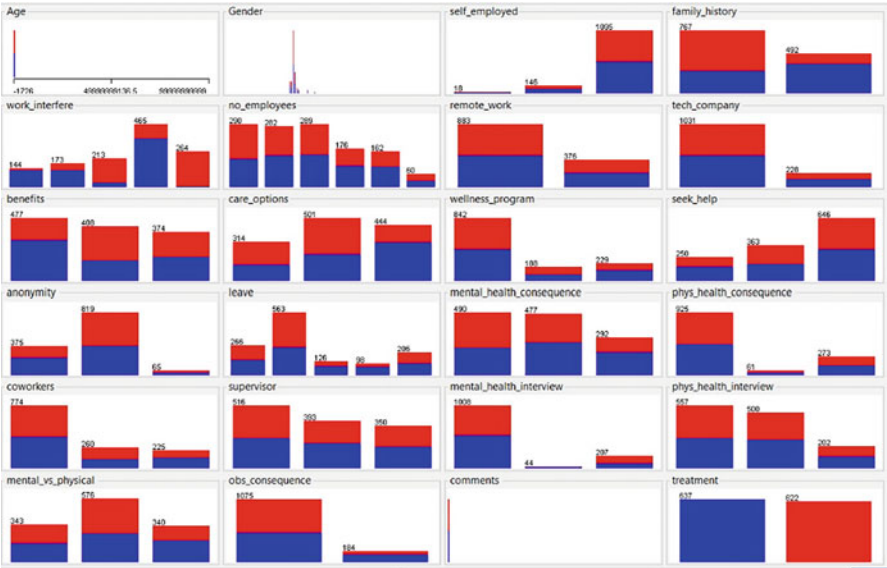 Age
-1726 49999999136.5 99999999999
Gender
self_employed
18 146 1095
family_history
767 492
work_interfere
144 173 213 465 264
no_employees
290 282 289 176 162 60
remote_work
883 376
tech_company
1031 228
benefits
477 408 374
care_options
314 501 444
wellness_program
842 188 229
seek_help
250 363 646
anonymity
375 819 65
leave
266 563 126 98 206
mental_health_consequence
490 477 292
phys_health_consequence
925 61 273
coworkers
774 260 225
supervisor
516 393 350
mental_health_interview
1008 44 207
phys_health_interview
557 500 202
mental_vs_physical
343 576 340
obs_consequence
1075 184
comments
treatment
637 622